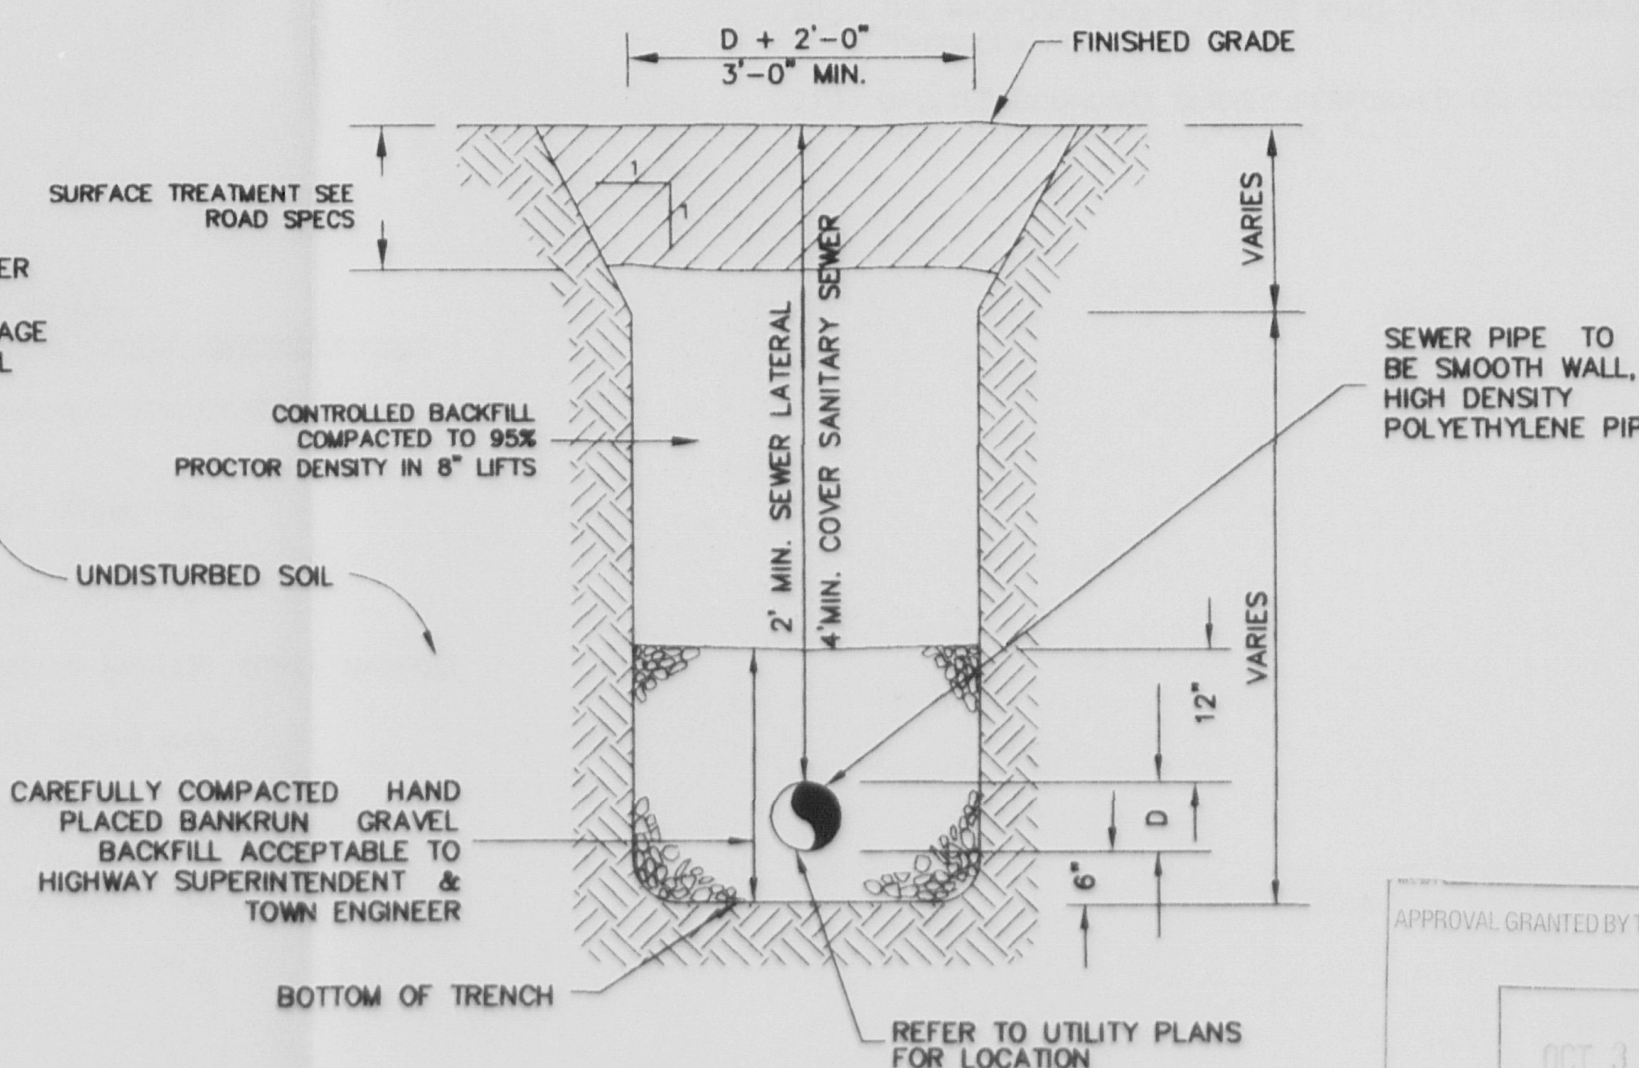 D + 2'-0"
3'-0" MIN.
FINISHED GRADE
SURFACE TREATMENT SEE
ROAD SPECS
1
1
VARIES
ER
AGE
L
SEWER PIPE TO
BE SMOOTH WALL,
HIGH DENSITY
POLYETHYLENE PIP
2' MIN. SEWER LATERAL
4'MIN. COVER SANITARY SEWER
CONTROLLED BACKFILL
COMPACTED TO 95%
PROCTOR DENSITY IN 8" LIFTS
UNDISTURBED SOIL
VARIES
12"
D
6"
CAREFULLY COMPACTED HAND
PLACED BANKRUN GRAVEL
BACKFILL ACCEPTABLE TO
HIGHWAY SUPERINTENDENT &
TOWN ENGINEER
BOTTOM OF TRENCH
REFER TO UTILITY PLANS
FOR LOCATION
APPROVAL GRANTED BY T
OCT 3